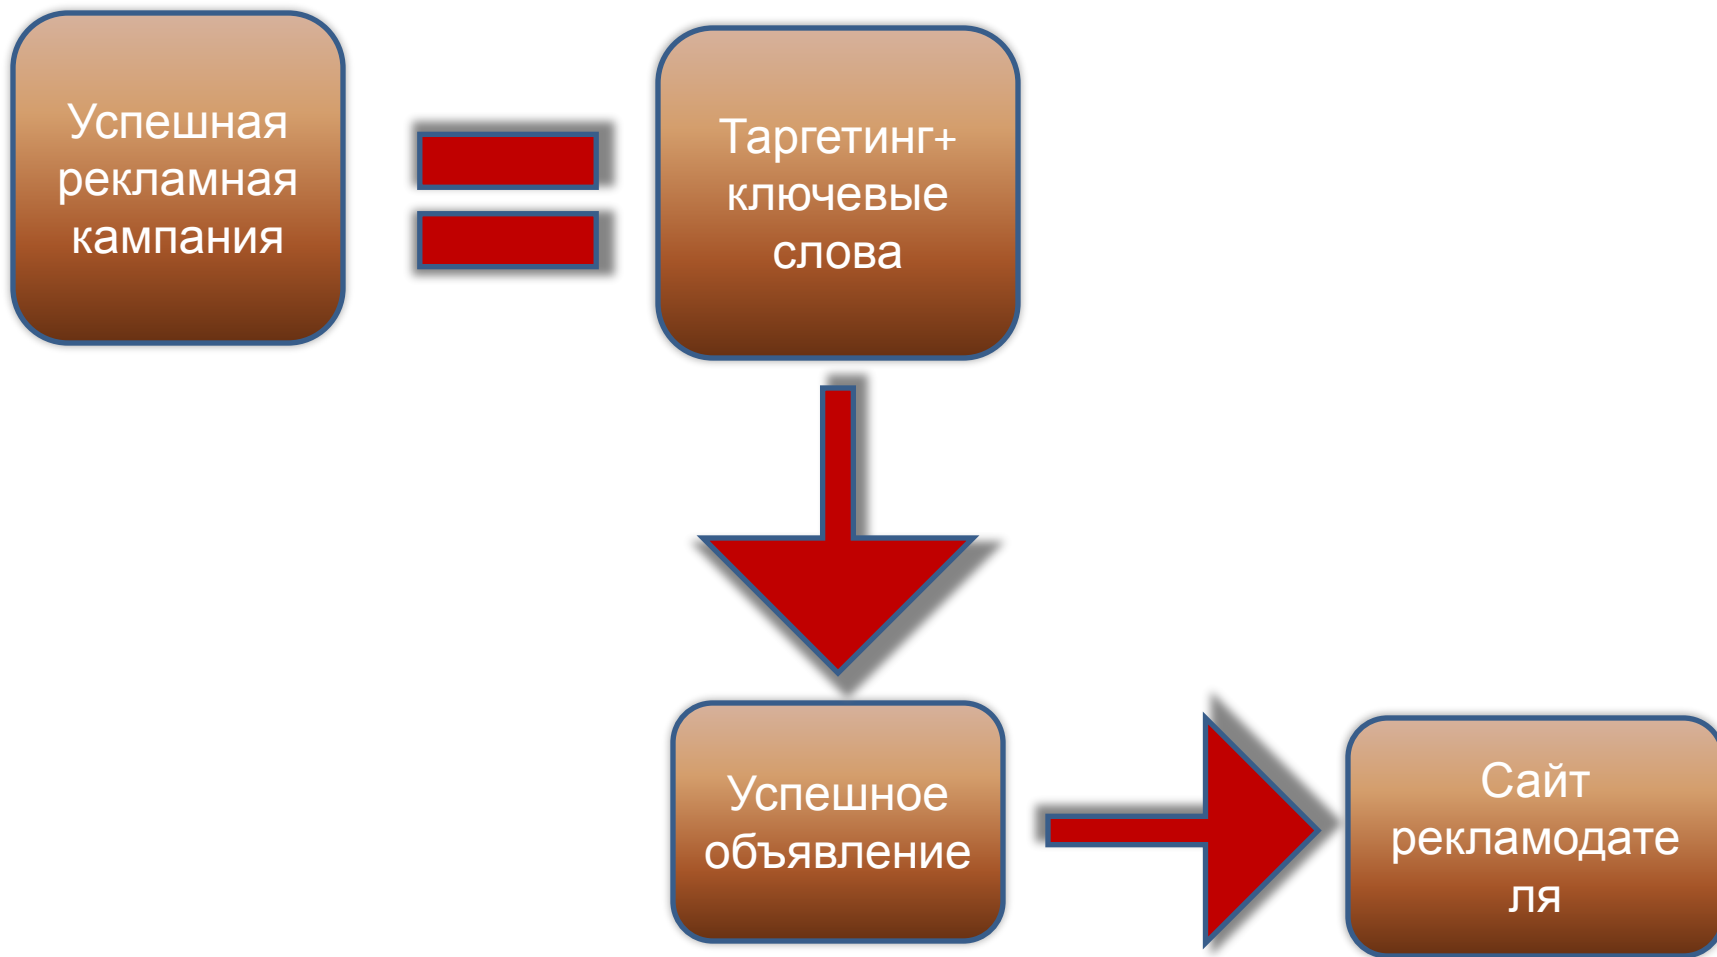 Успешная
рекламная
кампания
Таргетинг+
ключевые
слова
Успешное
объявление
Сайт
рекламодате
ля